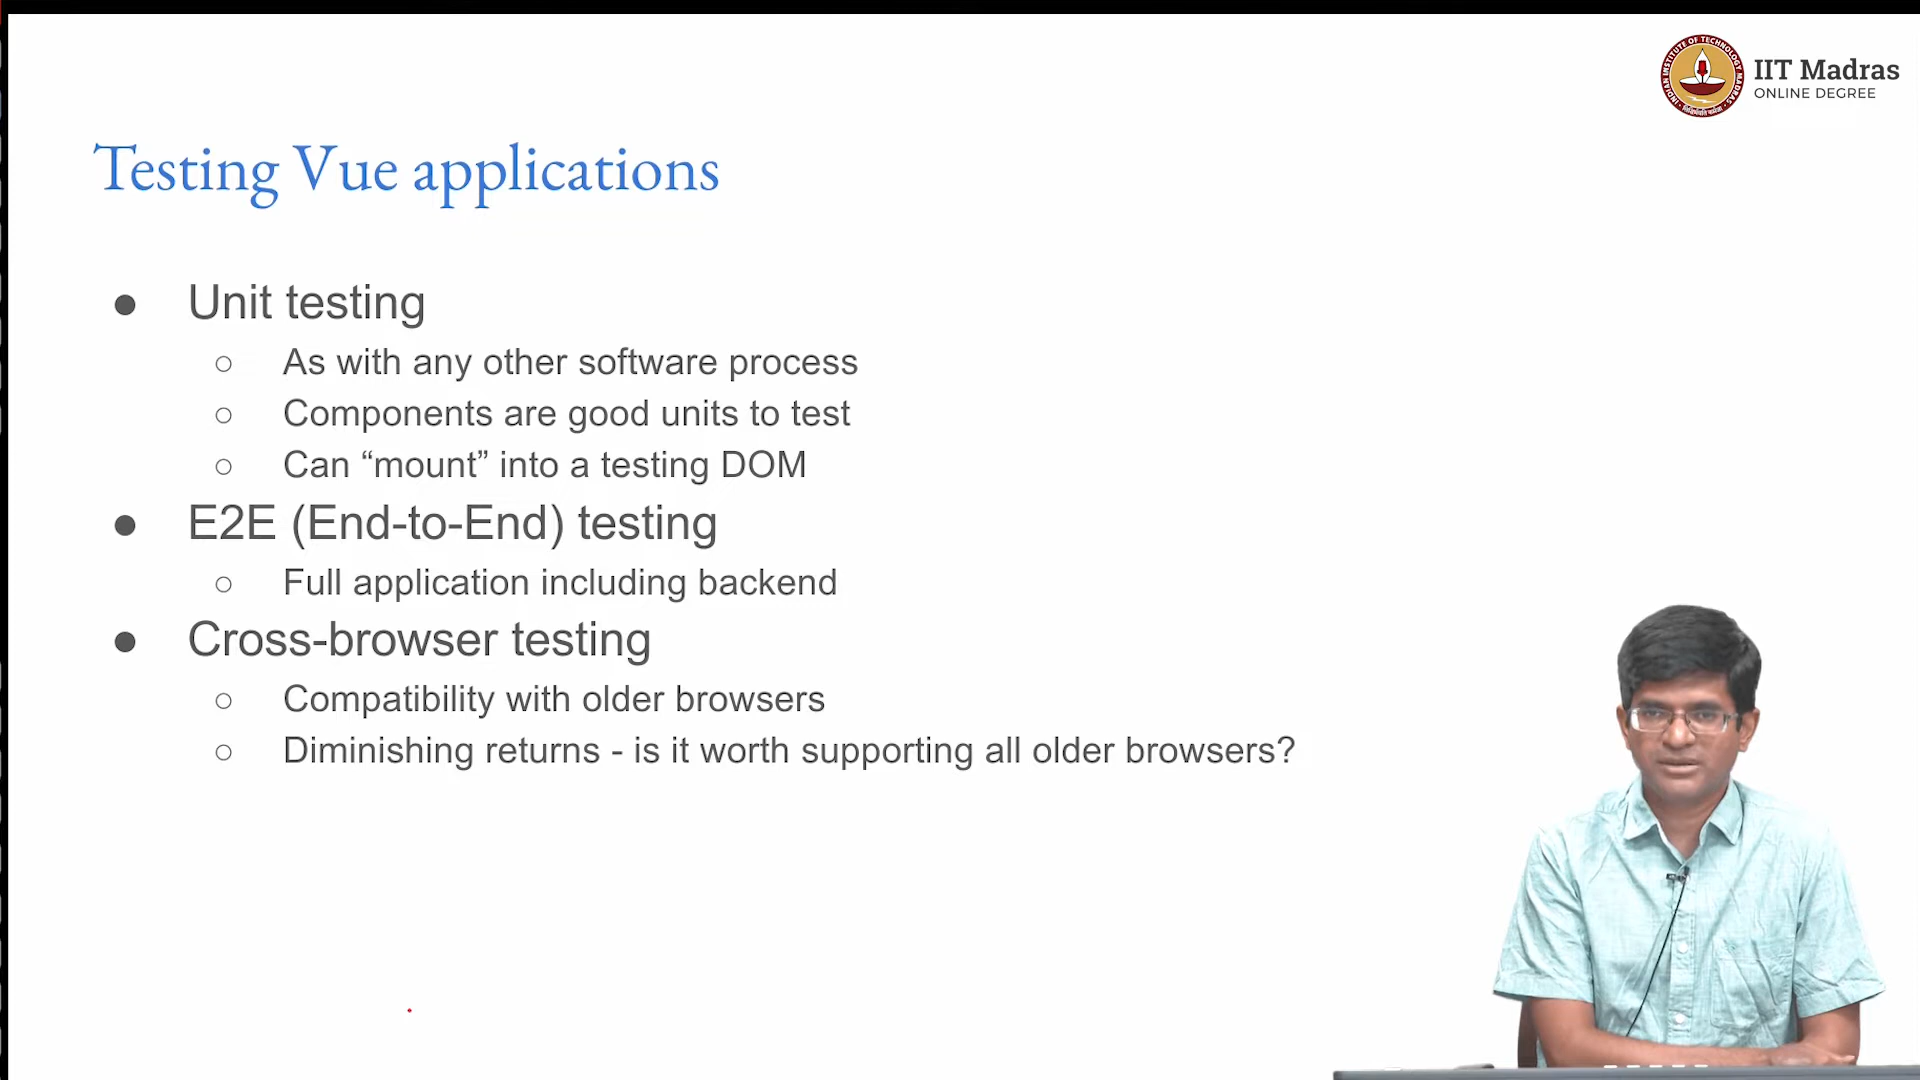 IIT Madras
ONLINE DEGREE
Testing Vue applications
● Unit testing
○ As with any other software process
○ Components are good units to test
○ Can “mount” into a testing DOM
● E2E (End-to-End) testing
○ Full application including backend
● Cross-browser testing
○ Compatibility with older browsers
○ Diminishing returns - is it worth supporting all older browsers?